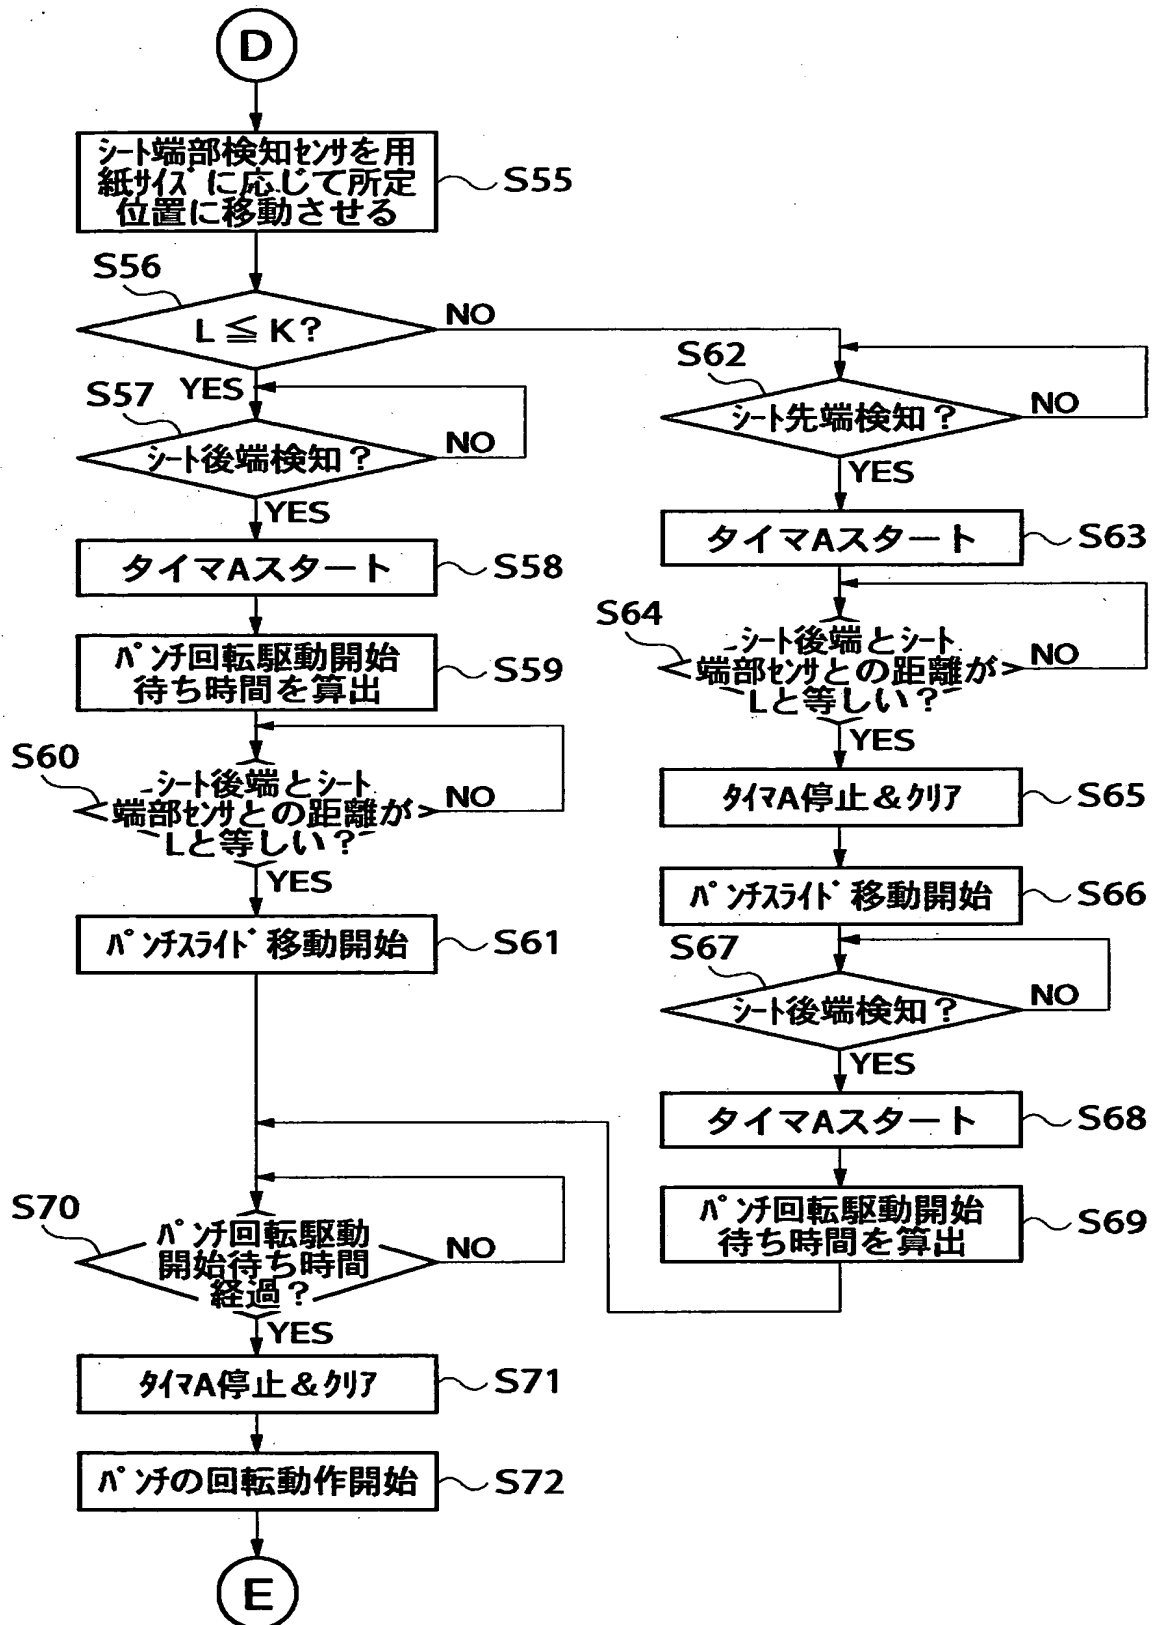 D
ｼｰﾄ端部検知ｾﾝｻを用
紙ｻｲｽﾞに応じて所定
位置に移動させる
S55
S56
L ≦ K?
NO
YES
S57
ｼｰﾄ後端検知?
NO
YES
タイマAスタート
S58
ﾊﾟﾝﾁ回転駆動開始
待ち時間を算出
S59
S60
ｼｰﾄ後端とｼｰﾄ
端部ｾﾝｻとの距離が
Lと等しい?
NO
YES
ﾊﾟﾝﾁｽﾗｲﾄﾞ移動開始
S61
S62
ｼｰﾄ先端検知?
NO
YES
タイマAスタート
S63
S64
ｼｰﾄ後端とｼｰﾄ
端部ｾﾝｻとの距離が
Lと等しい?
NO
YES
ﾀｲﾏA停止&ｸﾘｱ
S65
ﾊﾟﾝﾁｽﾗｲﾄﾞ移動開始
S66
S67
ｼｰﾄ後端検知?
NO
YES
タイマAスタート
S68
ﾊﾟﾝﾁ回転駆動開始
待ち時間を算出
S69
S70
ﾊﾟﾝﾁ回転駆動
開始待ち時間
経過?
NO
YES
ﾀｲﾏA停止&ｸﾘｱ
S71
ﾊﾟﾝﾁの回転動作開始
S72
E